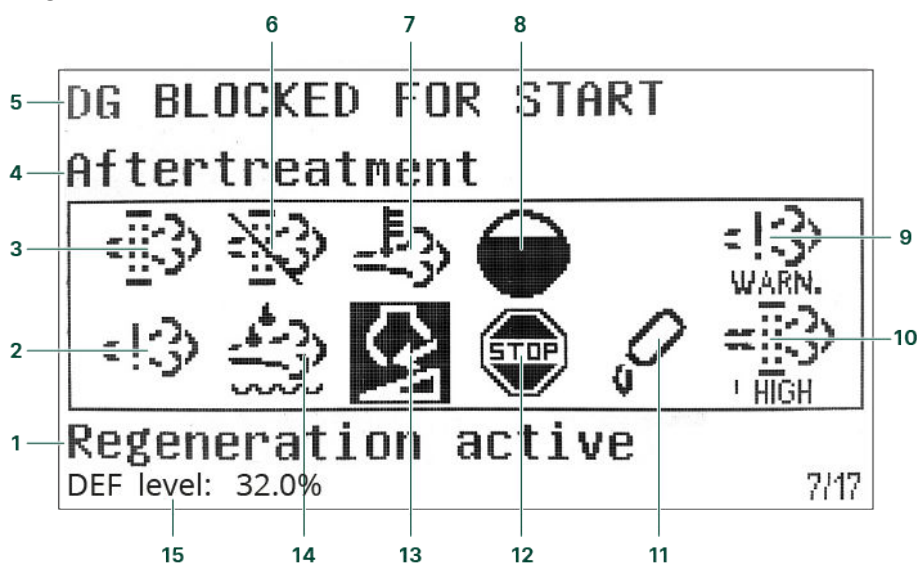 6 7 8
5 DG BLOCKED FOR START
4 Aftertreatment
3 9
WARN.
2 STOP 10
! HIGH
1 Regeneration active
DEF level: 32.0% 7/17
15 14 13 12 11